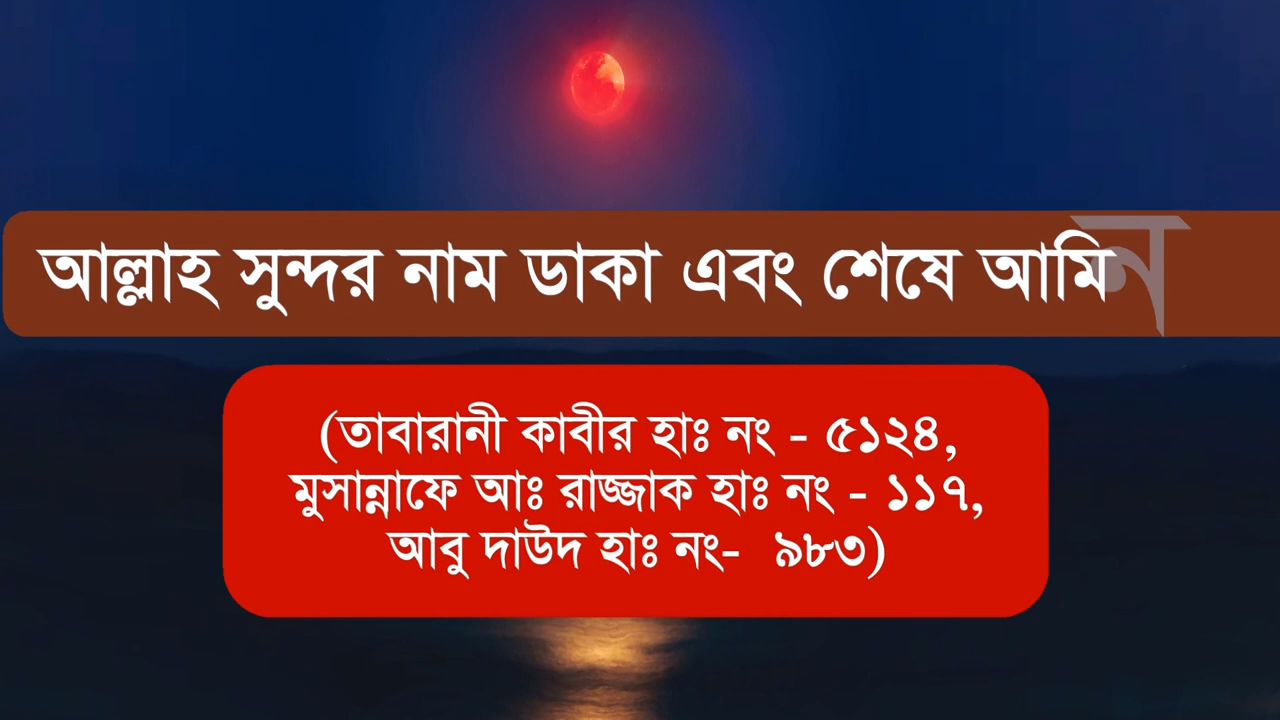 আল্লাহ সুন্দর নাম ডাকা এবং শেষে আমিন
(তাবারানী কাবীর হাঃ নং - ৫১২৪,
মুসান্নাফে আঃ রাজ্জাক হাঃ নং - ১১৭,
আবু দাউদ হাঃ নং- ৯৮৩)